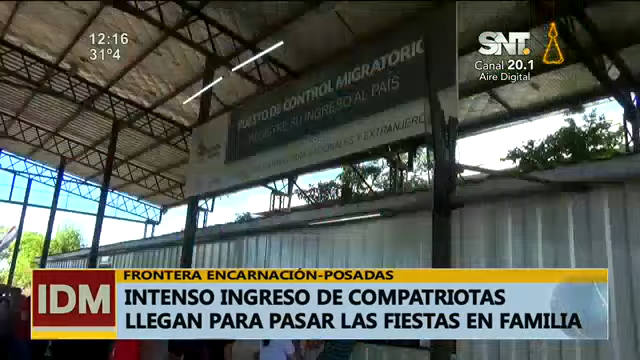 12:16
31°4
SNT
Canal 20.1
Aire Digital
PUESTO DE CONTROL MIGRATORIO
REGISTRE SU INGRESO AL PAÍS
PARA NACIONALES Y EXTRANJEROS
FRONTERA ENCARNACIÓN-POSADAS
IDM
INTENSO INGRESO DE COMPATRIOTAS
LLEGAN PARA PASAR LAS FIESTAS EN FAMILIA